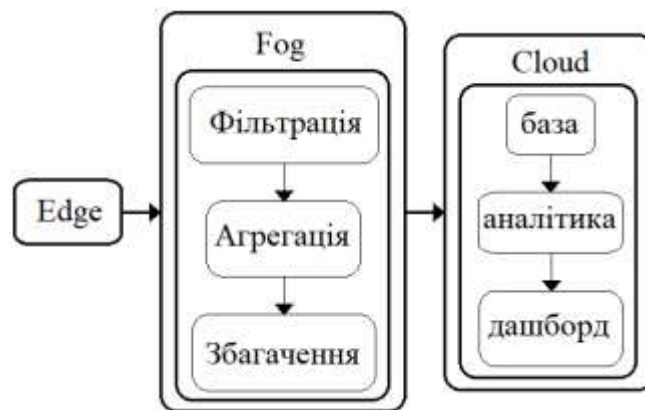 Edge
Fog
Фільтрація
Агрегація
Збагачення
Cloud
база
аналітика
дашборд